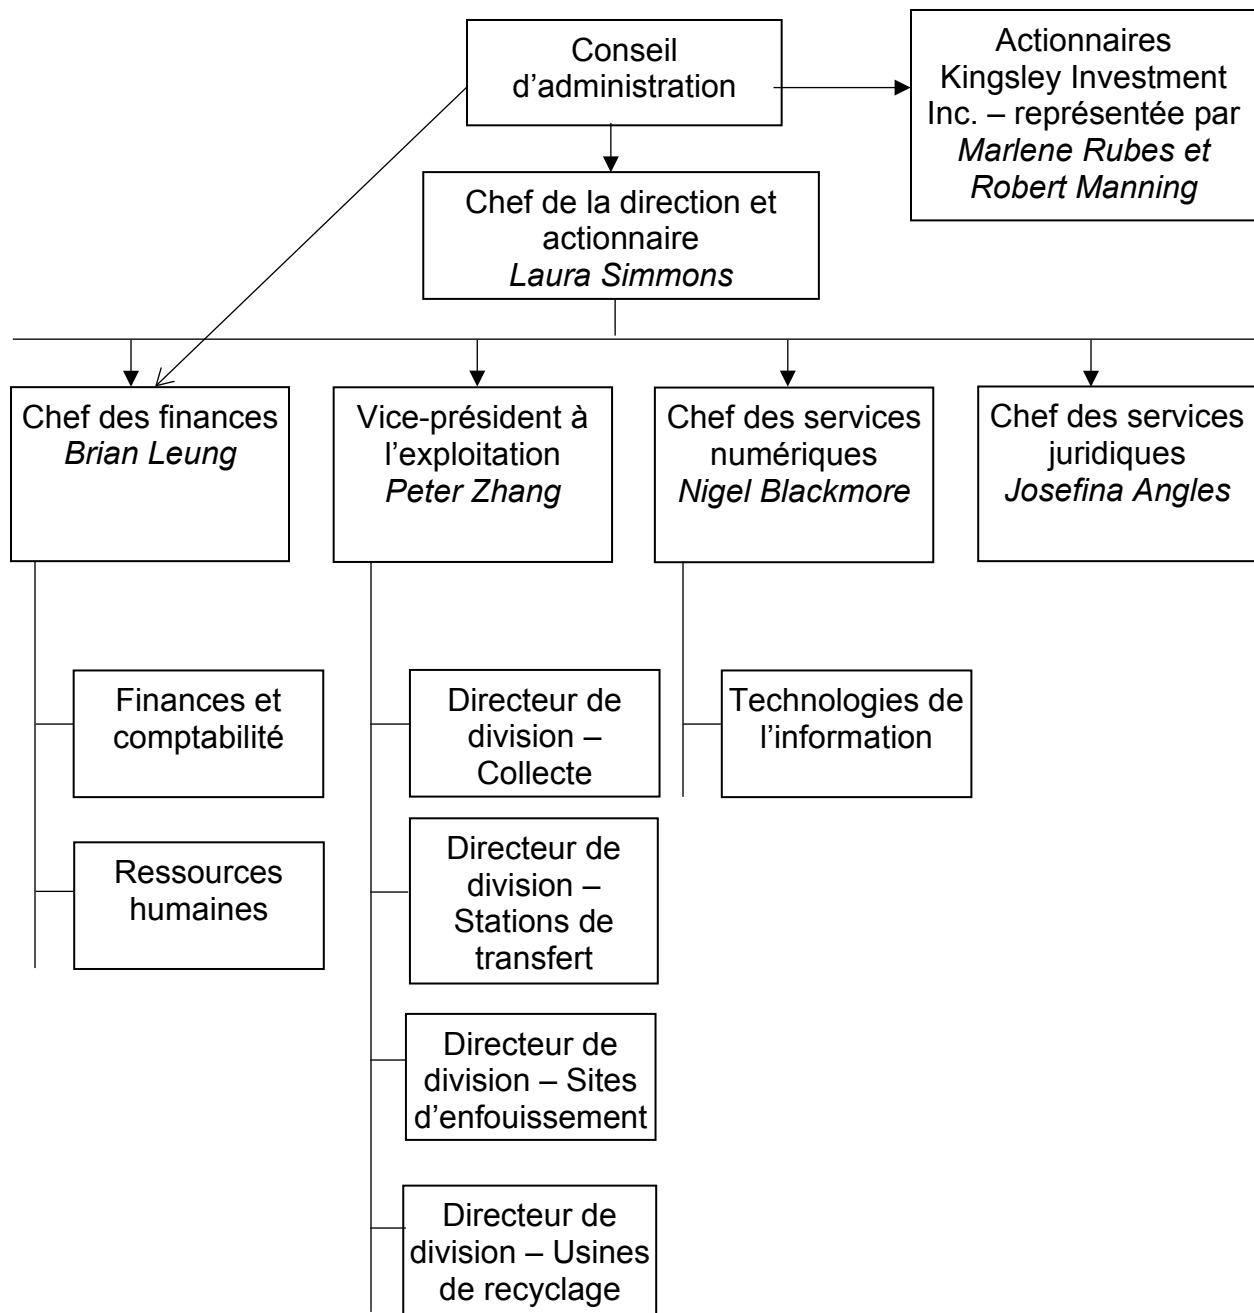 Conseil
d’administration
Actionnaires
Kingsley Investment
Inc. – représentée par
Marlene Rubes et
Robert Manning
Chef de la direction et
actionnaire
Laura Simmons
Chef des finances
Brian Leung
Vice-président à
l’exploitation
Peter Zhang
Chef des services
numériques
Nigel Blackmore
Chef des services
juridiques
Josefina Angles
Finances et
comptabilité
Ressources
humaines
Directeur de
division –
Collecte
Directeur de
division –
Stations de
transfert
Directeur de
division – Sites
d’enfouissement
Directeur de
division – Usines
de recyclage
Technologies de
l’information